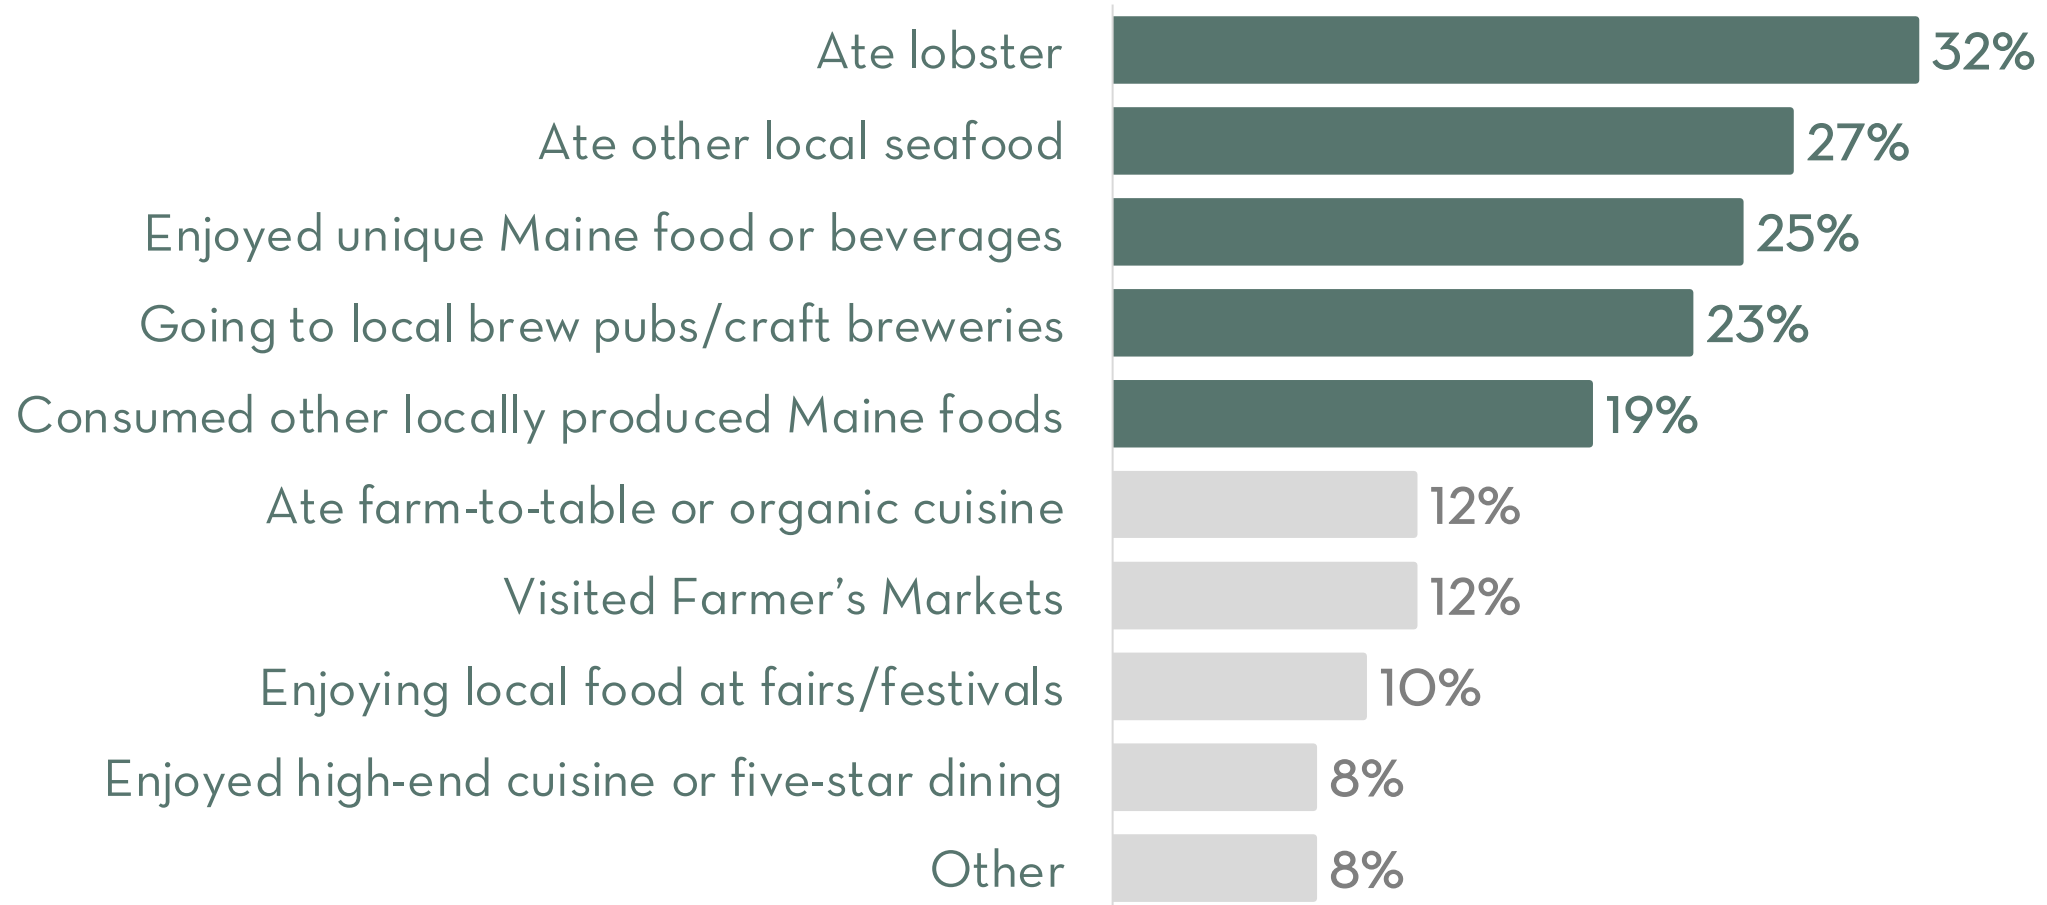 Ate lobster 32%
Ate other local seafood 27%
Enjoyed unique Maine food or beverages 25%
Going to local brew pubs/craft breweries 23%
Consumed other locally produced Maine foods 19%
Ate farm-to-table or organic cuisine 12%
Visited Farmer’s Markets 12%
Enjoying local food at fairs/festivals 10%
Enjoyed high-end cuisine or five-star dining 8%
Other 8%